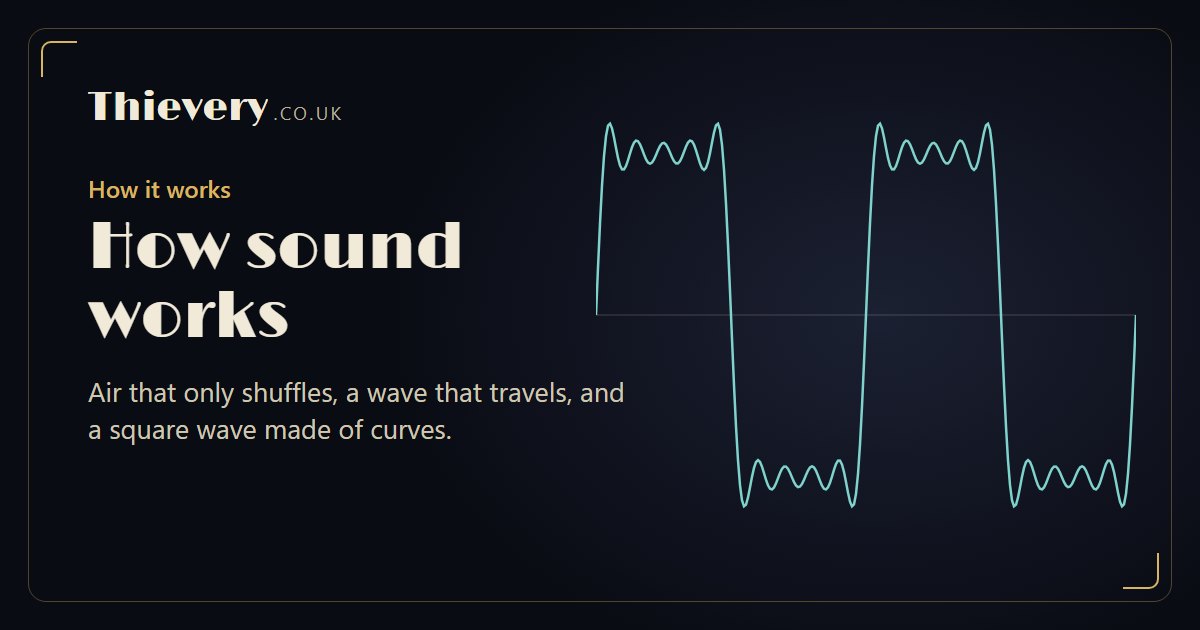 Thievery.CO.UK
How it works
How sound
works
Air that only shuffles, a wave that travels, and
a square wave made of curves.